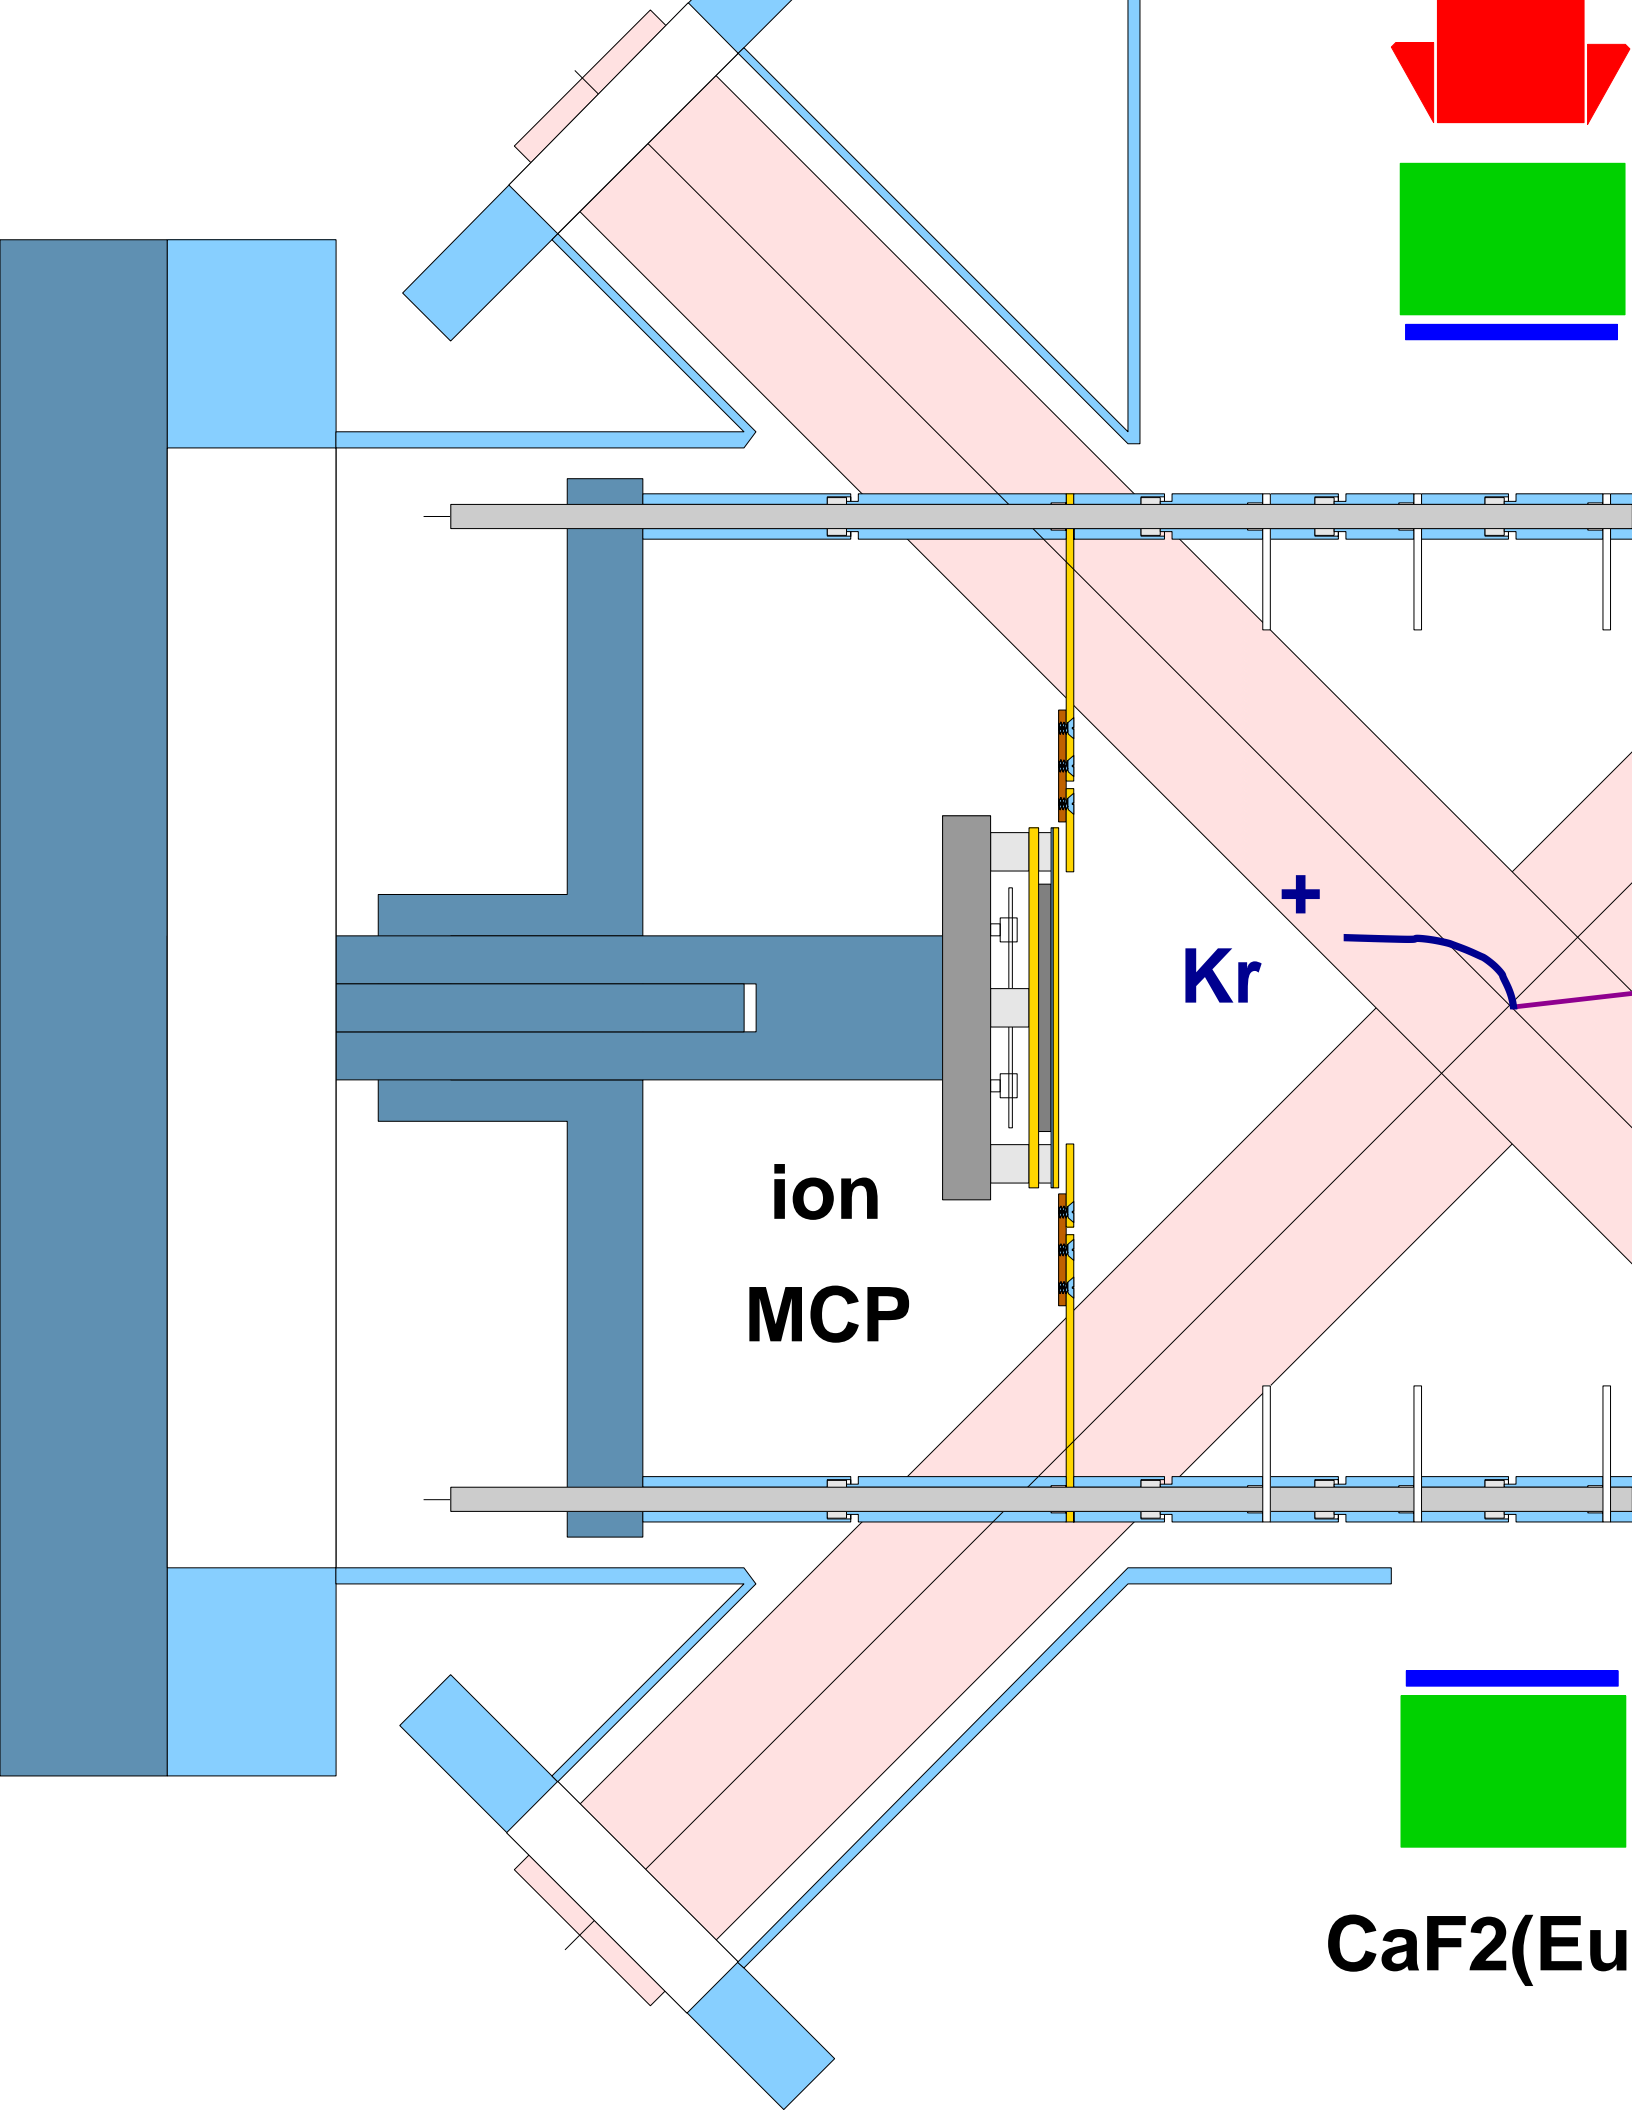 +
Kr
ion
MCP
CaF2(Eu